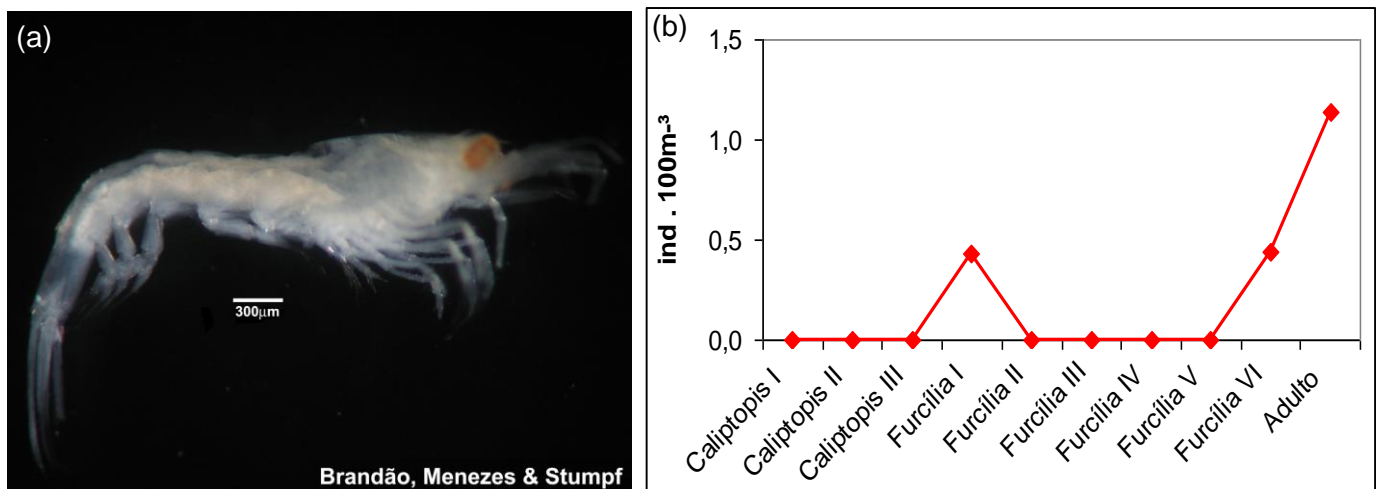 (a)
300µm
Brandão, Menezes & Stumpf
(b)
ind . 100m-³
1,5
1,0
0,5
0,0
Caliptopis I
Caliptopis II
Caliptopis III
Furcília I
Furcília II
Furcília III
Furcília IV
Furcília V
Furcília VI
Adulto